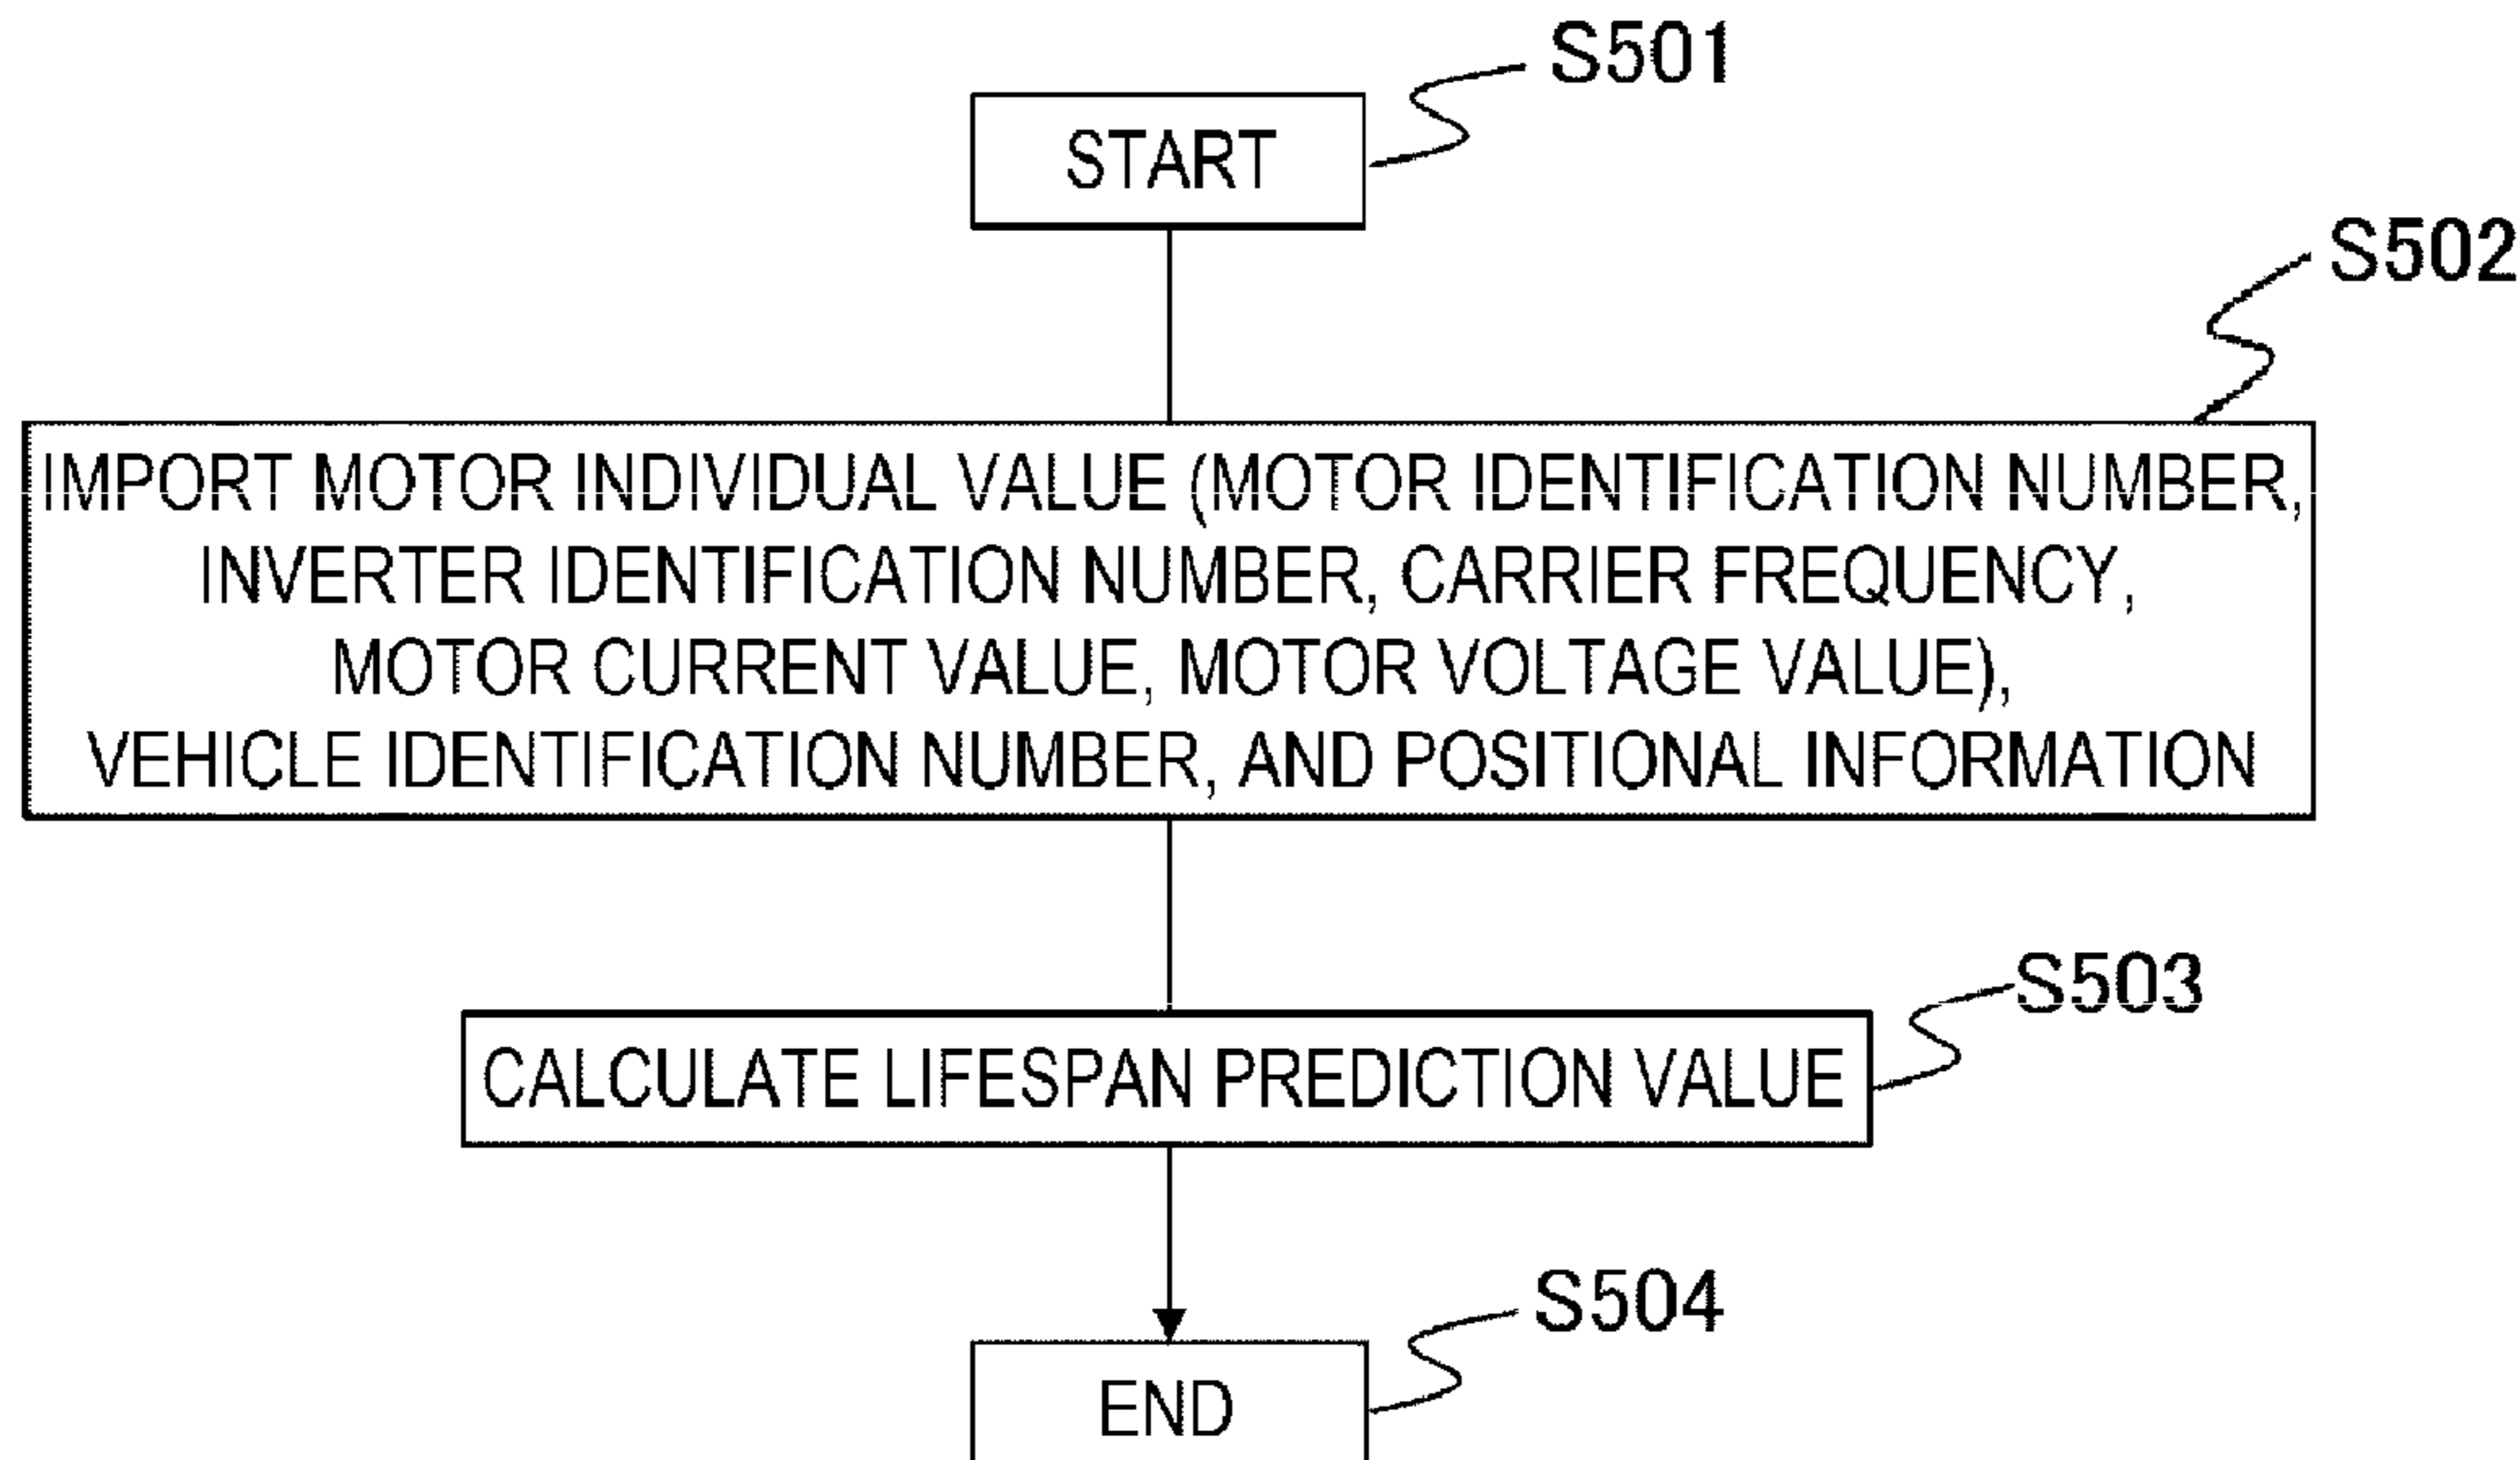 S501
START
S502
IMPORT MOTOR INDIVIDUAL VALUE (MOTOR IDENTIFICATION NUMBER,
INVERTER IDENTIFICATION NUMBER, CARRIER FREQUENCY,
MOTOR CURRENT VALUE, MOTOR VOLTAGE VALUE),
VEHICLE IDENTIFICATION NUMBER, AND POSITIONAL INFORMATION
S503
CALCULATE LIFESPAN PREDICTION VALUE
S504
END